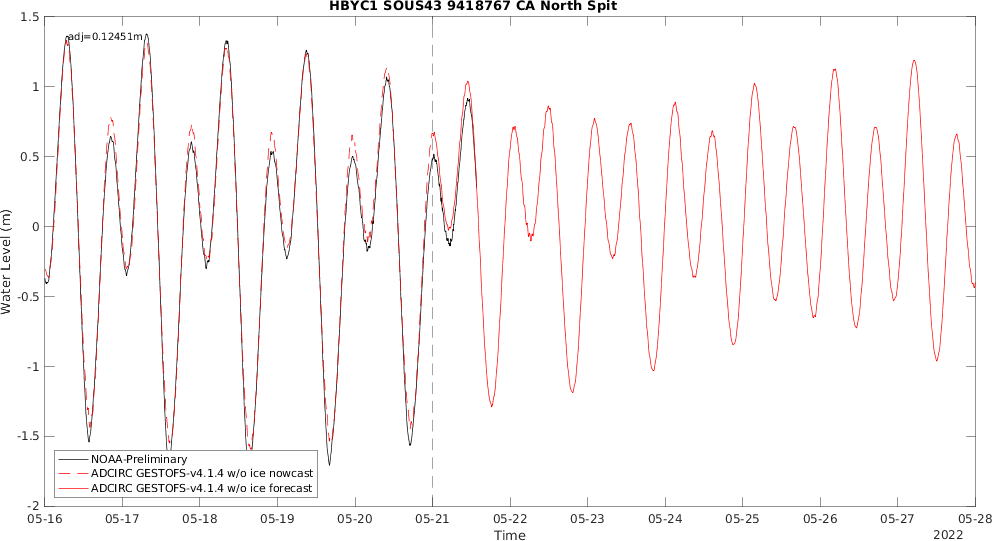 HBYC1 SOUS43 9418767 CA North Spit
adj=0.12451m
1.5
1
0.5
0
-0.5
-1
-1.5
-2
Water Level (m)
NOAA-Preliminary
ADCIRC GESTOFS-v4.1.4 w/o ice nowcast
ADCIRC GESTOFS-v4.1.4 w/o ice forecast
05-16 05-17 05-18 05-19 05-20 05-21 05-22 05-23 05-24 05-25 05-26 05-27 05-28
Time
2022